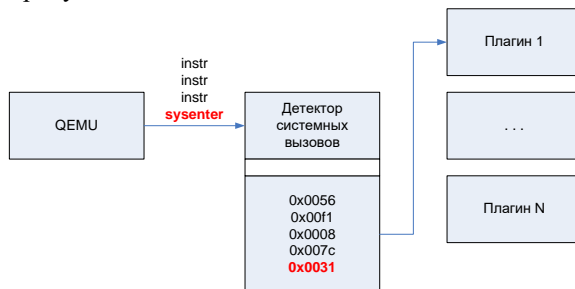 instr
instr
instr
sysenter
QEMU
Детектор
системных
вызовов
0x0056
0x00f1
0x0008
0x007c
0x0031
Плагин 1
. . .
Плагин N